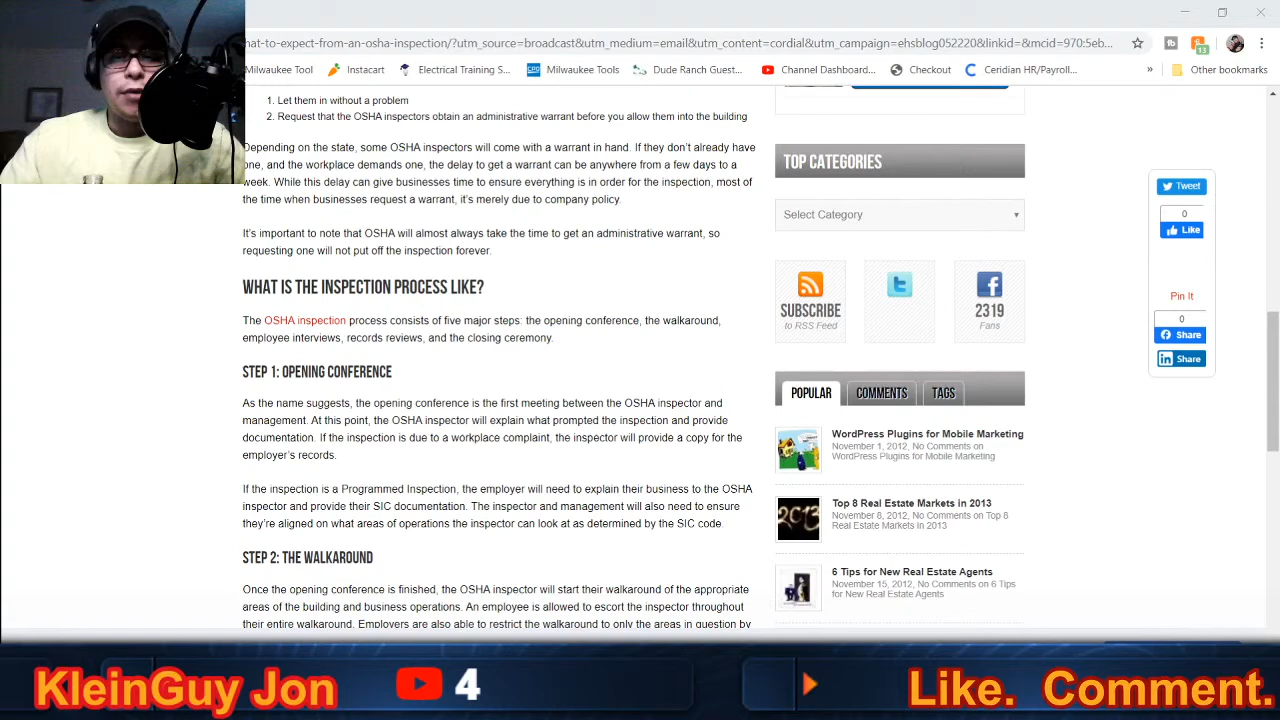 hat-to-expect-from-an-osha-inspection/?utm_source=broadcast&utm_medium=email&utm_content=cordial&utm_campaign=ehsblog052220&linkid=&mcid=970:5eb...
13
Milwaukee Tool
Instacart
Electrical Training S...
CPO
Milwaukee Tools
Dude Ranch Guest...
Channel Dashboard...
Checkout
Ceridian HR/Payroll...
»
Other bookmarks
1. Let them in without a problem
2. Request that the OSHA inspectors obtain an administrative warrant before you allow them into the building
Depending on the state, some OSHA inspectors will come with a warrant in hand. If they don't already have
one, and the workplace demands one, the delay to get a warrant can be anywhere from a few days to a
week. While this delay can give businesses time to ensure everything is in order for the inspection, most of
the time when businesses request a warrant, it's merely due to company policy.
It's important to note that OSHA will almost always take the time to get an administrative warrant, so
requesting one will not put off the inspection forever.
WHAT IS THE INSPECTION PROCESS LIKE?
The OSHA inspection process consists of five major steps: the opening conference, the walkaround,
employee interviews, records reviews, and the closing ceremony.
STEP 1: OPENING CONFERENCE
As the name suggests, the opening conference is the first meeting between the OSHA inspector and
management. At this point, the OSHA inspector will explain what prompted the inspection and provide
documentation. If the inspection is due to a workplace complaint, the inspector will provide a copy for the
employer's records.
If the inspection is a Programmed Inspection, the employer will need to explain their business to the OSHA
inspector and provide their SIC documentation. The inspector and management will also need to ensure
they're aligned on what areas of operations the inspector can look at as determined by the SIC code.
STEP 2: THE WALKAROUND
Once the opening conference is finished, the OSHA inspector will start their walkaround of the appropriate
areas of the building and business operations. An employee is allowed to escort the inspector throughout
their entire walkaround. Employers are also able to restrict the walkaround to only the areas in question by
TOP CATEGORIES
Select Category
SUBSCRIBE
to RSS Feed
2319
Fans
POPULAR
COMMENTS
TAGS
WordPress Plugins for Mobile Marketing
November 1, 2012, No Comments on
WordPress Plugins for Mobile Marketing
2013
Top 8 Real Estate Markets in 2013
November 8, 2012, No Comments on Top 8
Real Estate Markets in 2013
6 Tips for New Real Estate Agents
November 15, 2012, No Comments on 6 Tips
for New Real Estate Agents
Tweet
0
Like
Pin It
0
Share
Share
KleinGuy Jon
4
Like. Comment.